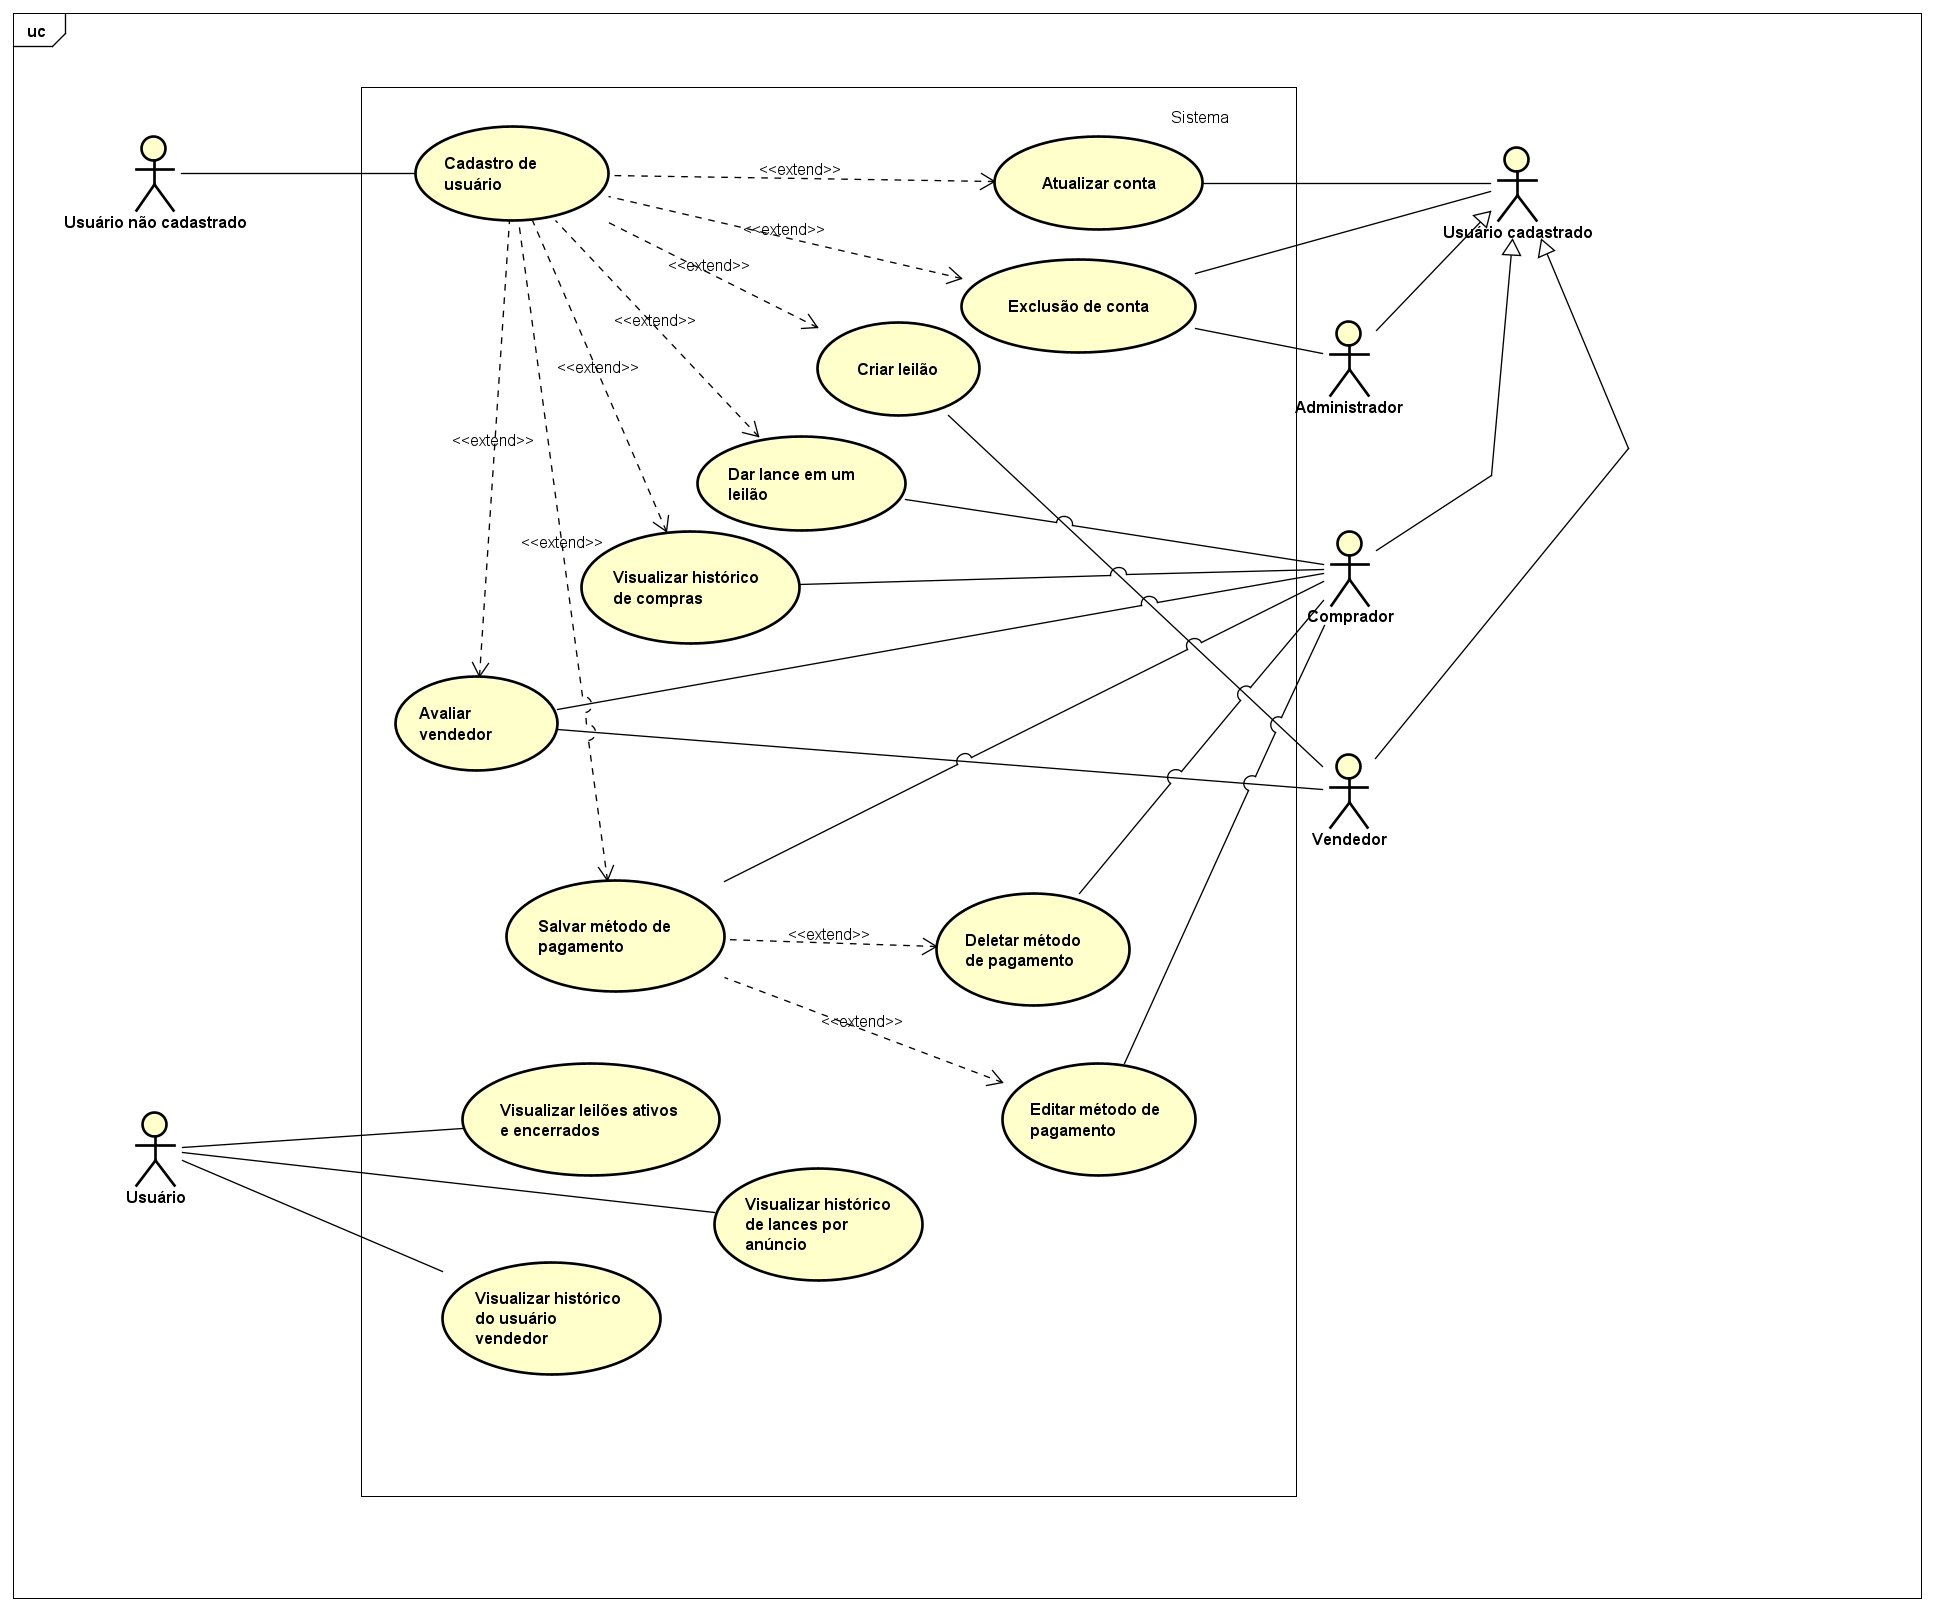 uc
Sistema
Usuário não cadastrado
Cadastro de
usuário
<<extend>>
Atualizar conta
Usuário cadastrado
<<extend>>
<<extend>>
Exclusão de conta
<<extend>>
Criar leilão
Administrador
<<extend>>
<<extend>>
Dar lance em um
leilão
<<extend>>
Visualizar histórico
de compras
Comprador
Avaliar
vendedor
Vendedor
Salvar método de
pagamento
<<extend>>
Deletar método
de pagamento
<<extend>>
Visualizar leilões ativos
e encerrados
Editar método de
pagamento
Usuário
Visualizar histórico
de lances por
anúncio
Visualizar histórico
do usuário
vendedor